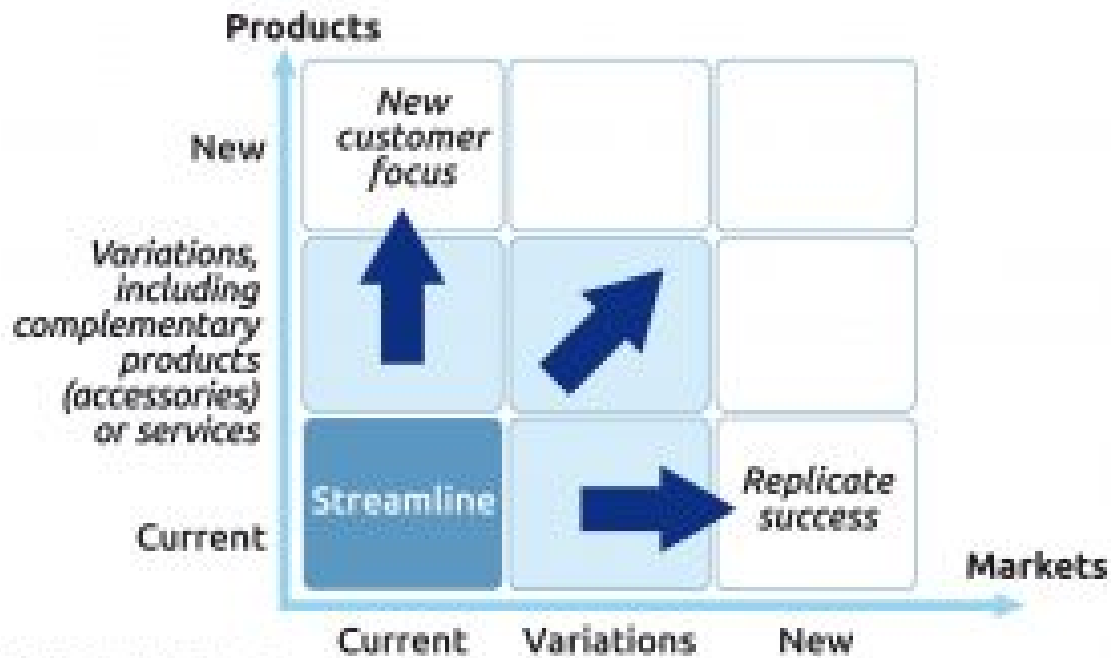 Products
New
customer
focus
New
Variations,
including
complementary
products
(accessories)
or services
Streamline
Replicate
success
Current
Markets
Current
Variations
New